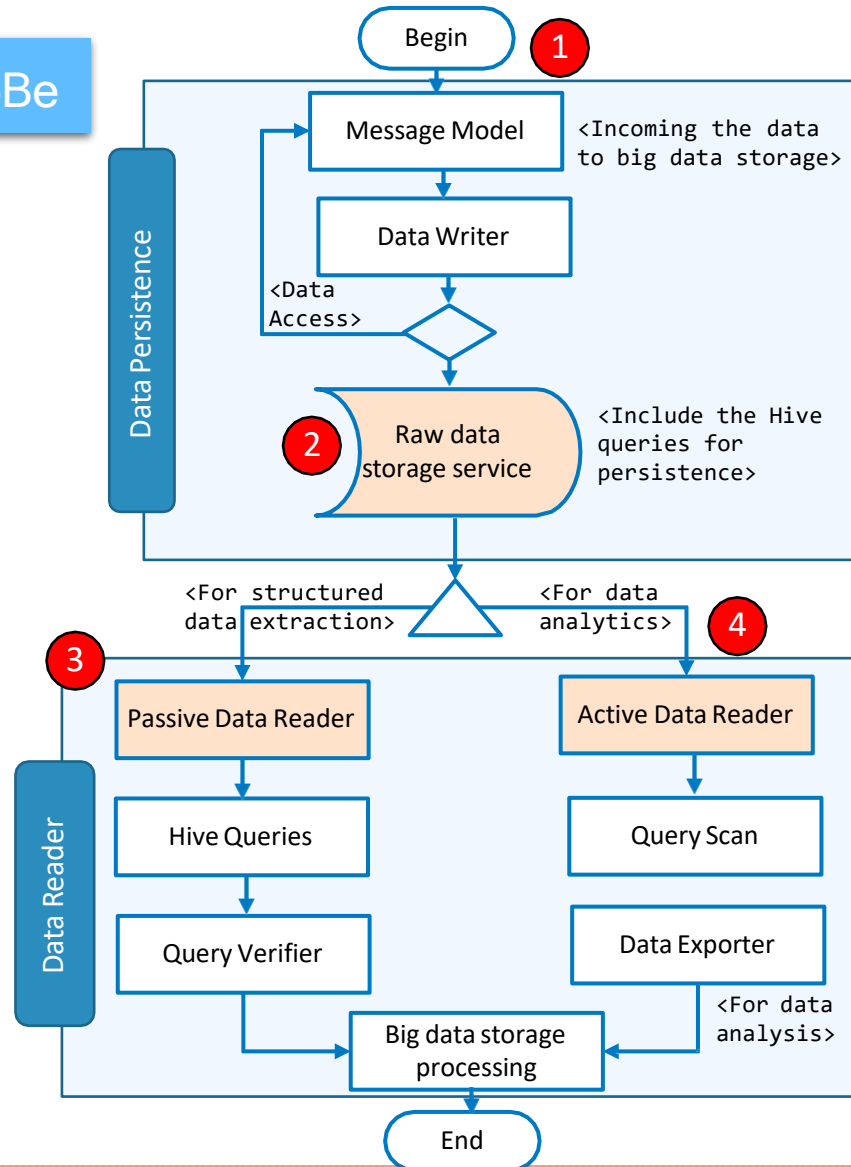 Begin
1
Be
Message Model
<Incoming the data
to big data storage>
Data Writer
Data Persistence
<Data
Access>
2
Raw data
storage service
<Include the Hive
queries for
persistence>
<For structured
data extraction>
<For data
analytics>
4
3
Passive Data Reader
Active Data Reader
Hive Queries
Query Scan
Data Reader
Query Verifier
Data Exporter
<For data
analysis>
Big data storage
processing
End